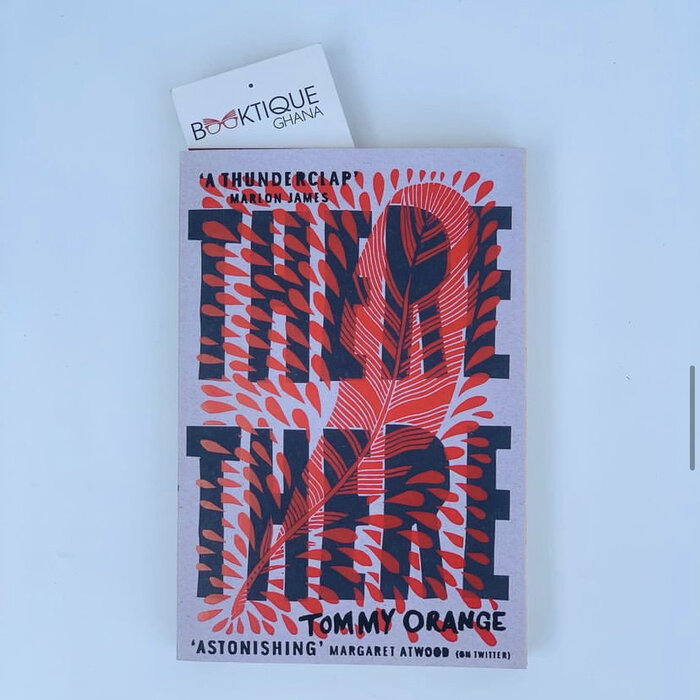 BOOKTIQUE
GHANA
‘A THUNDERCLAP’
MARLON JAMES
THERE
THERE
TOMMY ORANGE
‘ASTONISHING’ MARGARET ATWOOD (ON TWITTER)